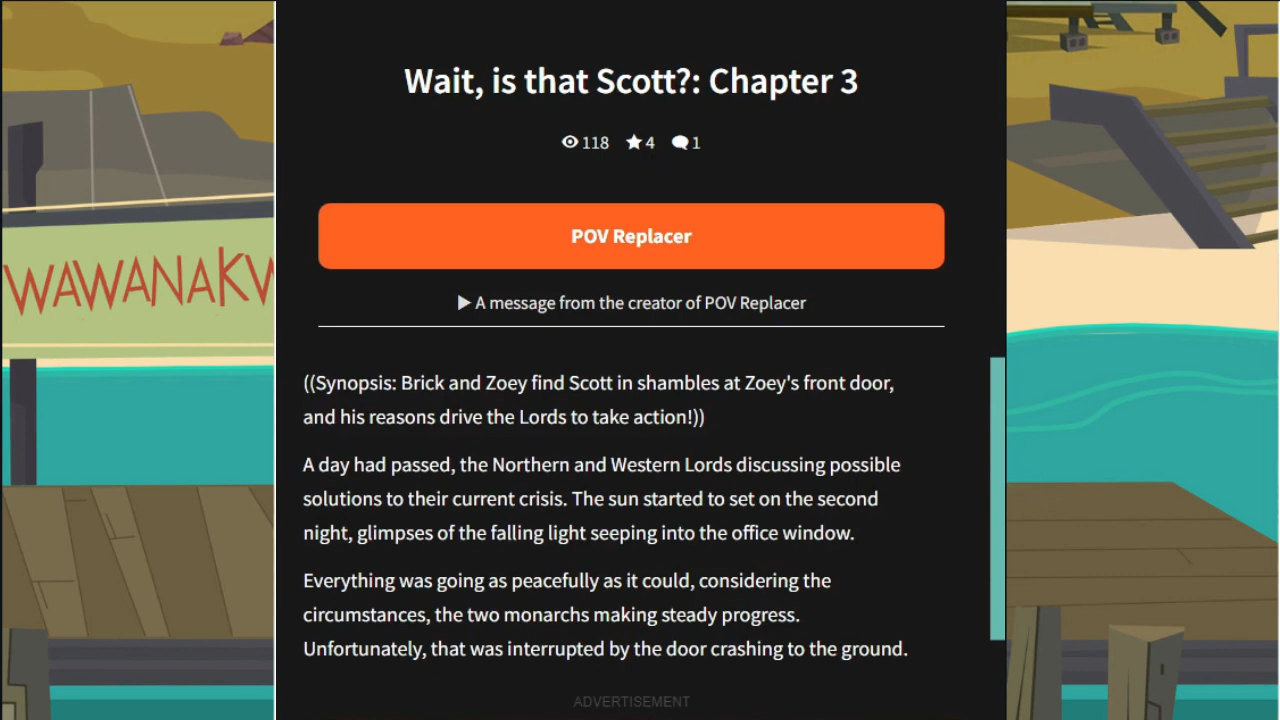 Wait, is that Scott?: Chapter 3
118 4 1
POV Replacer
▶ A message from the creator of POV Replacer
WAWANAKW
((Synopsis: Brick and Zoey find Scott in shambles at Zoey's front door,
and his reasons drive the Lords to take action!))
A day had passed, the Northern and Western Lords discussing possible
solutions to their current crisis. The sun started to set on the second
night, glimpses of the falling light seeping into the office window.
Everything was going as peacefully as it could, considering the
circumstances, the two monarchs making steady progress.
Unfortunately, that was interrupted by the door crashing to the ground.
ADVERTISEMENT